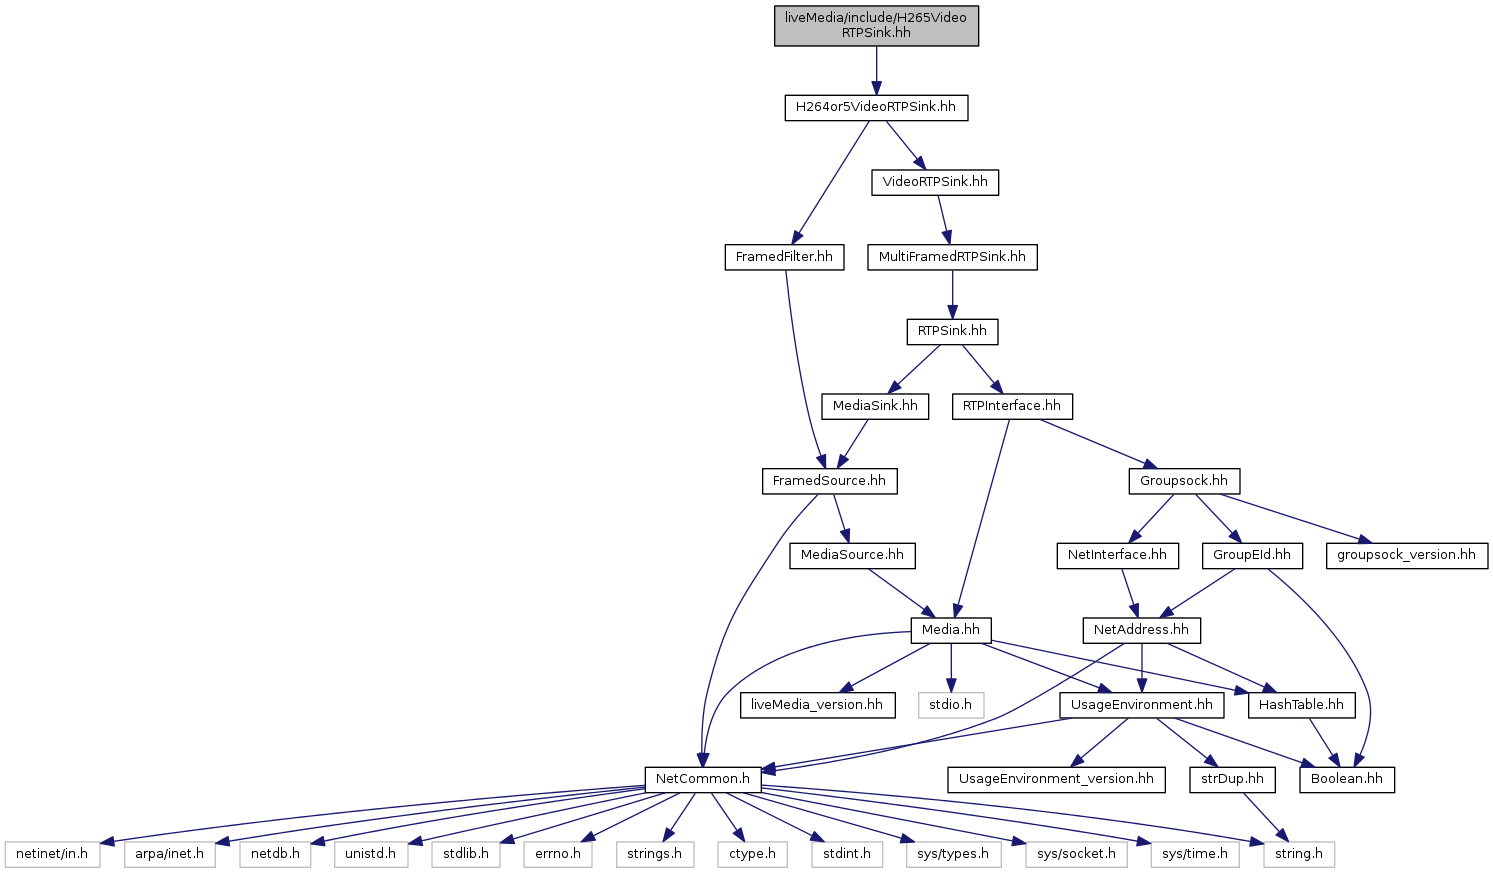 liveMedia/include/H265Video
RTPSink.hh
H264or5VideoRTPSink.hh
VideoRTPSink.hh
FramedFilter.hh
MultiFramedRTPSink.hh
RTPSink.hh
MediaSink.hh
RTPInterface.hh
FramedSource.hh
Groupsock.hh
MediaSource.hh
NetInterface.hh
GroupEId.hh
groupsock_version.hh
Media.hh
NetAddress.hh
liveMedia_version.hh
stdio.h
UsageEnvironment.hh
HashTable.hh
NetCommon.h
UsageEnvironment_version.hh
strDup.hh
Boolean.hh
netinet/in.h
arpa/inet.h
netdb.h
unistd.h
stdlib.h
errno.h
strings.h
ctype.h
stdint.h
sys/types.h
sys/socket.h
sys/time.h
string.h